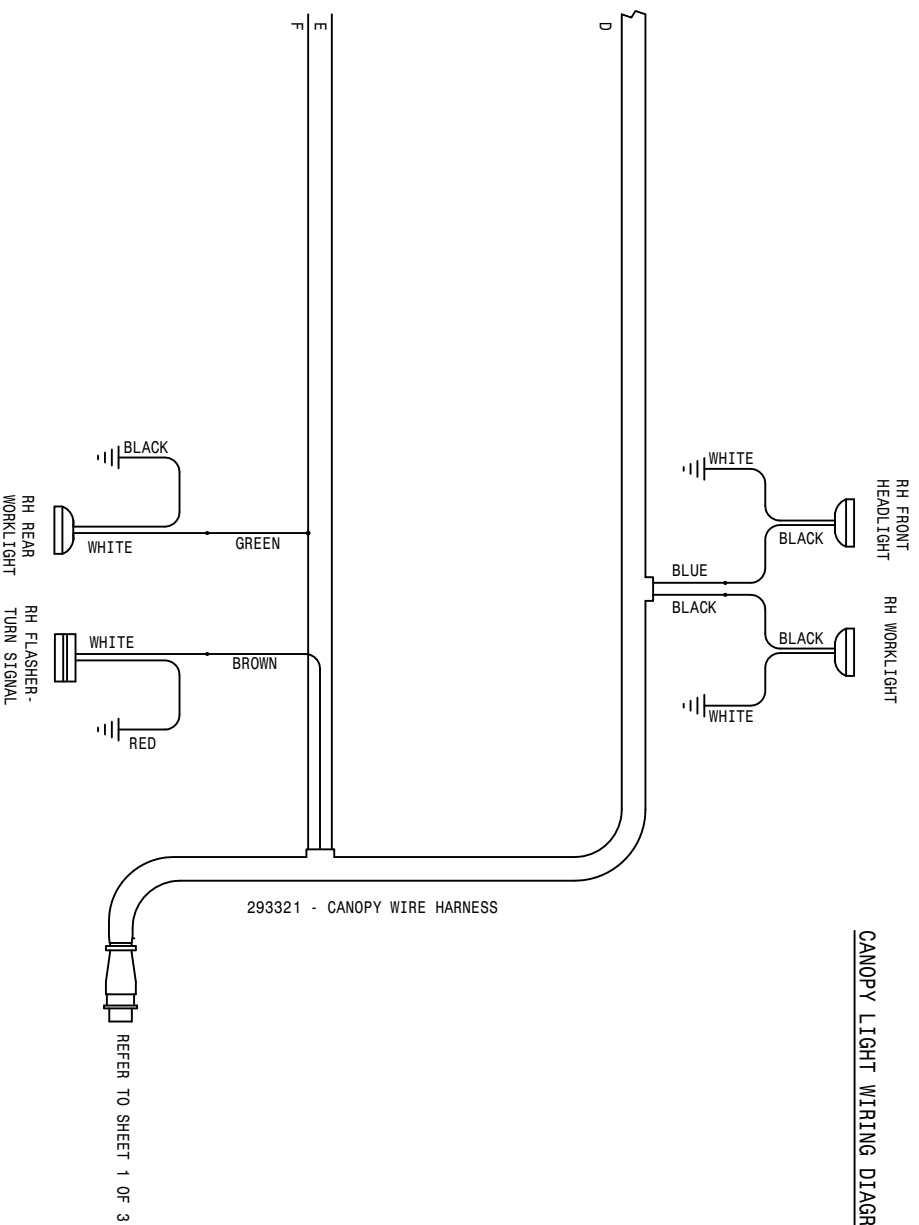 F
E
D
BLACK
WHITE
GREEN
RH REAR
WORKLIGHT
WHITE
BROWN
RED
RH FLASHER-
TURN SIGNAL
WHITE
BLACK
RH FRONT
HEADLIGHT
BLUE
BLACK
BLACK
WHITE
RH WORKLIGHT
293321 - CANOPY WIRE HARNESS
REFER TO SHEET 1 OF 3
CANOPY LIGHT WIRING DIAGR